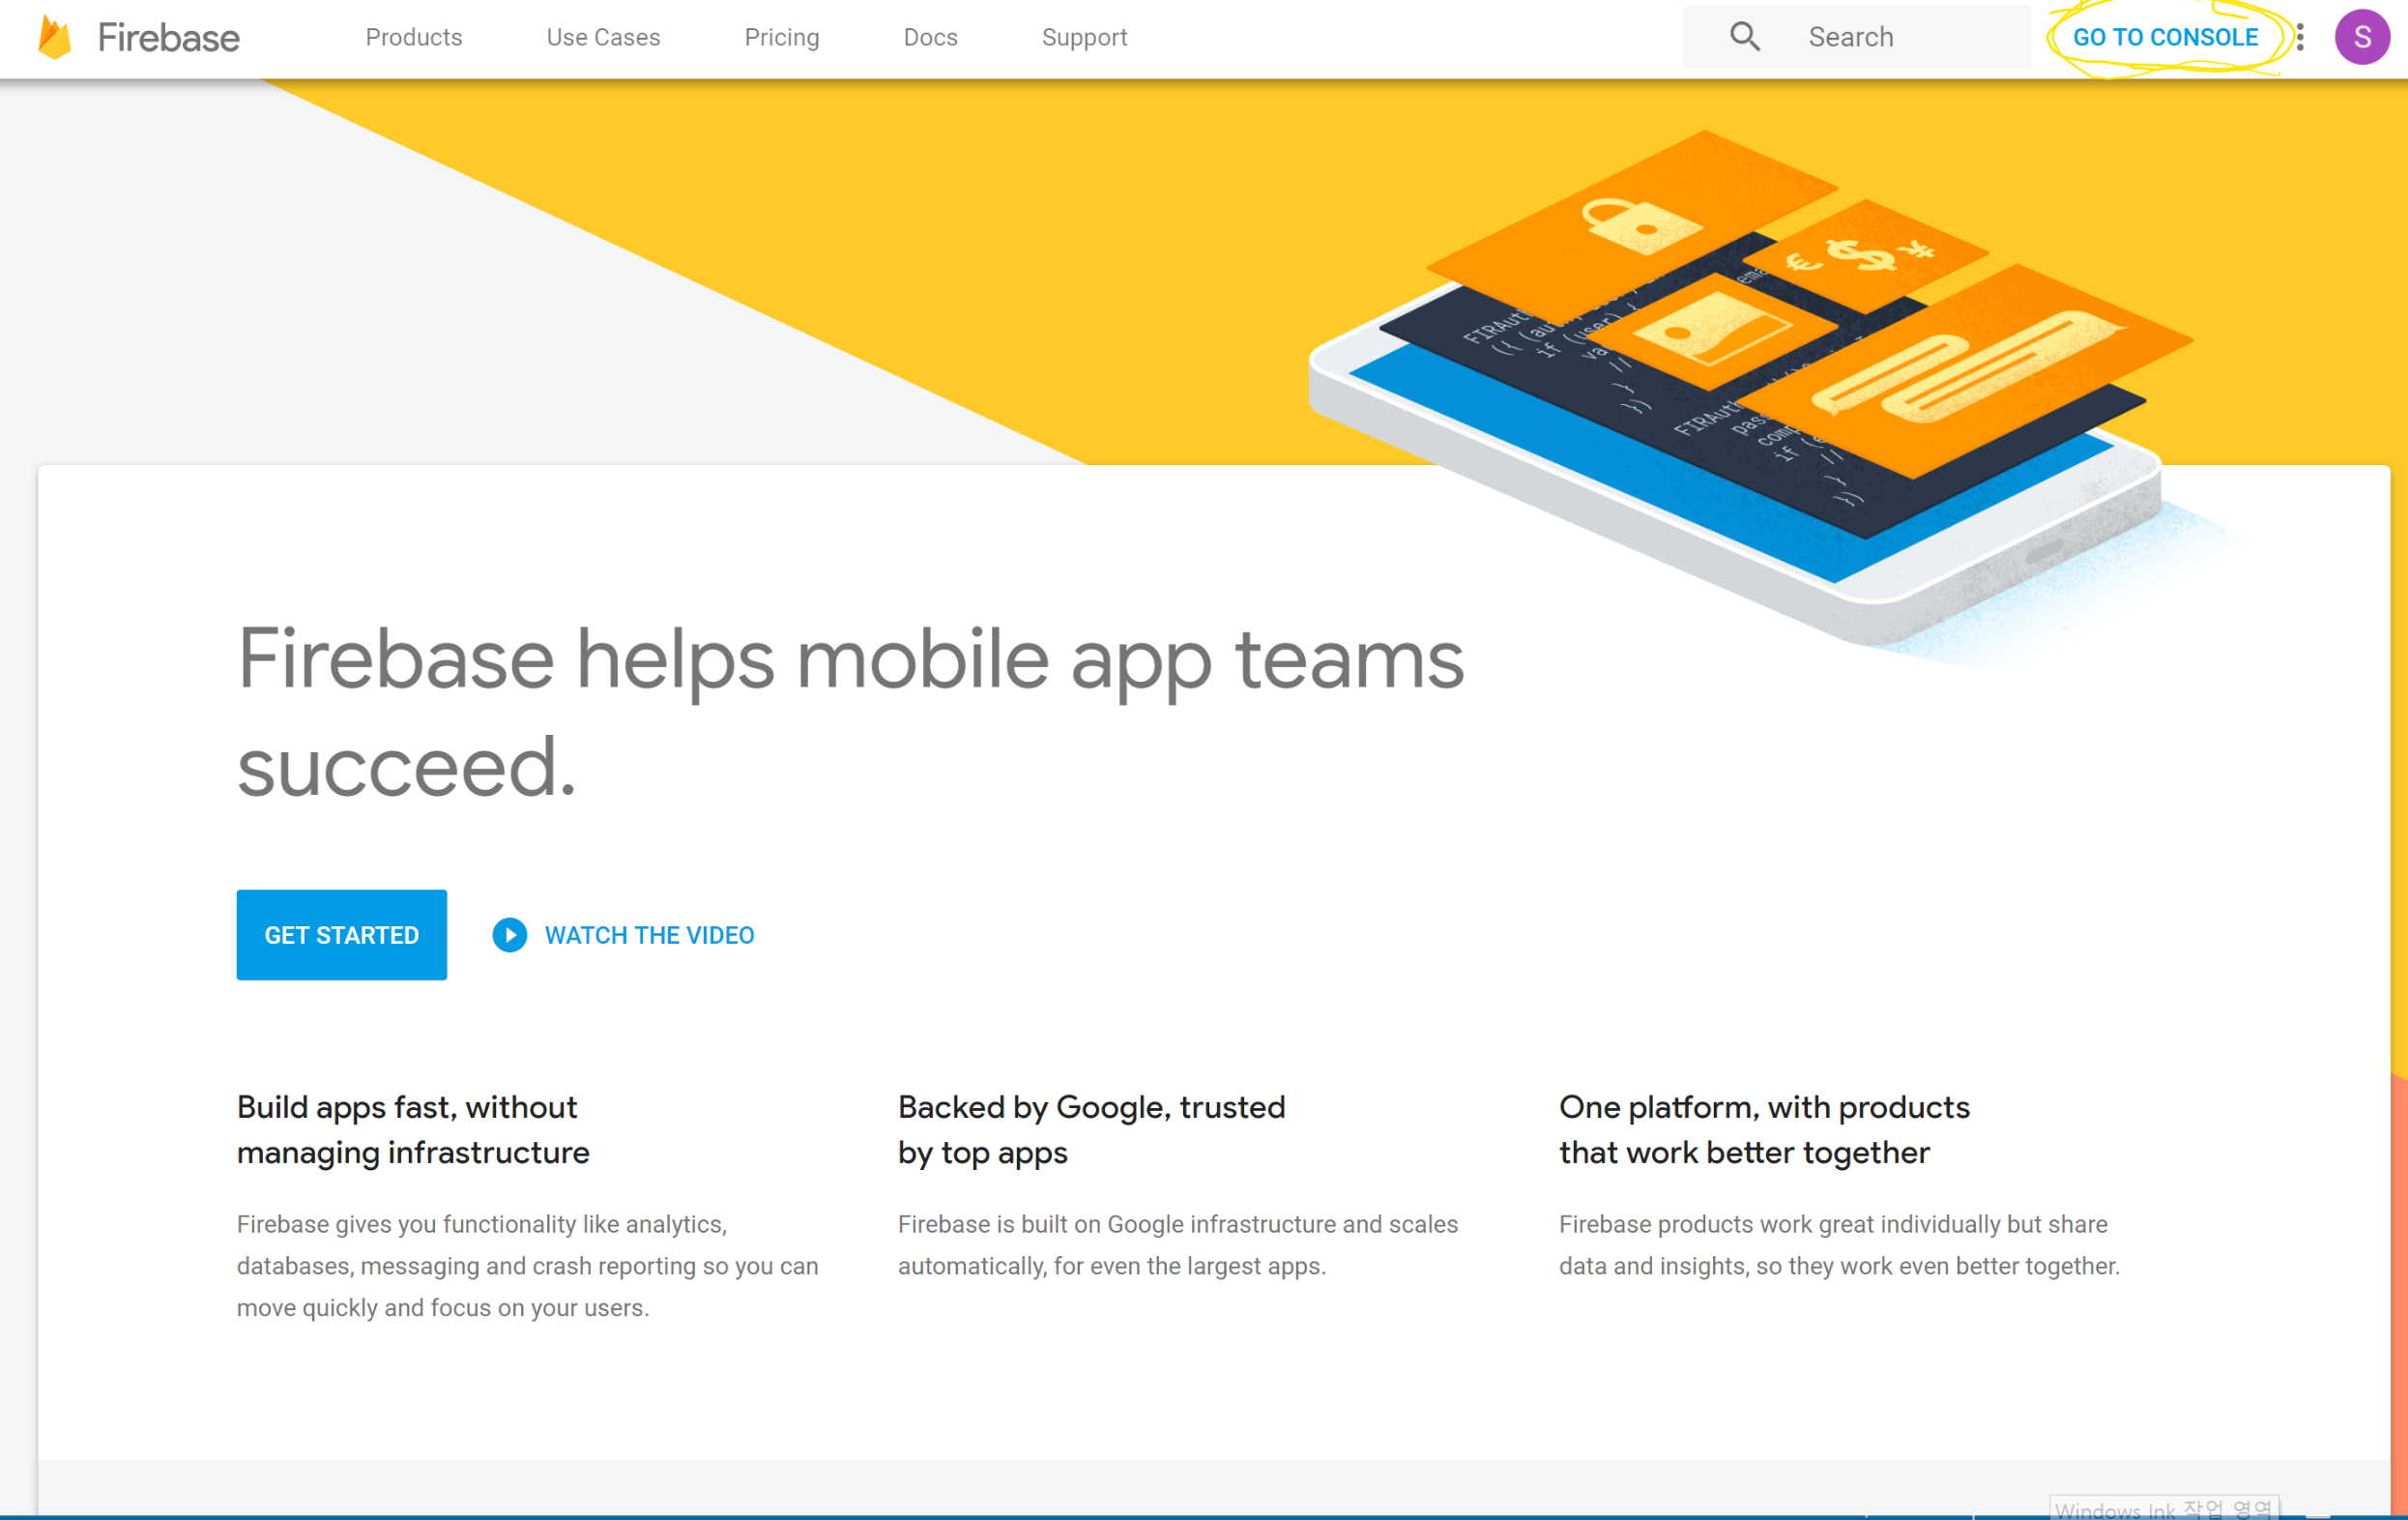 Firebase
Products
Use Cases
Pricing
Docs
Support
Search
GO TO CONSOLE
S
€ $ ¥
if (user) {
//
}
})
FIRAuth
if (
//
}
})
Firebase helps mobile app teams
succeed.
GET STARTED
WATCH THE VIDEO
Build apps fast, without
managing infrastructure
Firebase gives you functionality like analytics,
databases, messaging and crash reporting so you can
move quickly and focus on your users.
Backed by Google, trusted
by top apps
Firebase is built on Google infrastructure and scales
automatically, for even the largest apps.
One platform, with products
that work better together
Firebase products work great individually but share
data and insights, so they work even better together.
Windows Ink 작업 영역